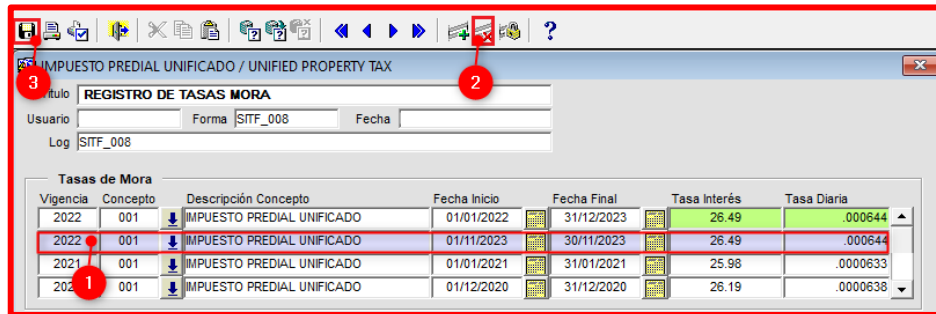 ?
2
3
IMPUESTO PREDIAL UNIFICADO / UNIFIED PROPERTY TAX
REGISTRO DE TASAS MORA
Usuario Forma SITF_008 Fecha
Log SITF_008
Tasas de Mora
Vigencia Concepto Descripción Concepto Fecha Inicio Fecha Final Tasa Interés Tasa Diaria
2022 001 IMPUESTO PREDIAL UNIFICADO 01/01/2022 31/12/2023 26.49 .000644
2022 001 IMPUESTO PREDIAL UNIFICADO 01/11/2023 30/11/2023 26.49 .000644
2021 001 IMPUESTO PREDIAL UNIFICADO 01/01/2021 31/01/2021 25.98 .0000633
1
001 IMPUESTO PREDIAL UNIFICADO 01/12/2020 31/12/2020 26.19 .0000638